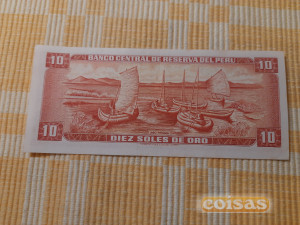 BANCO CENTRAL DE RESERVA DEL PERU
10 10
10 10
DIEZ SOLES DE ORO
coisas